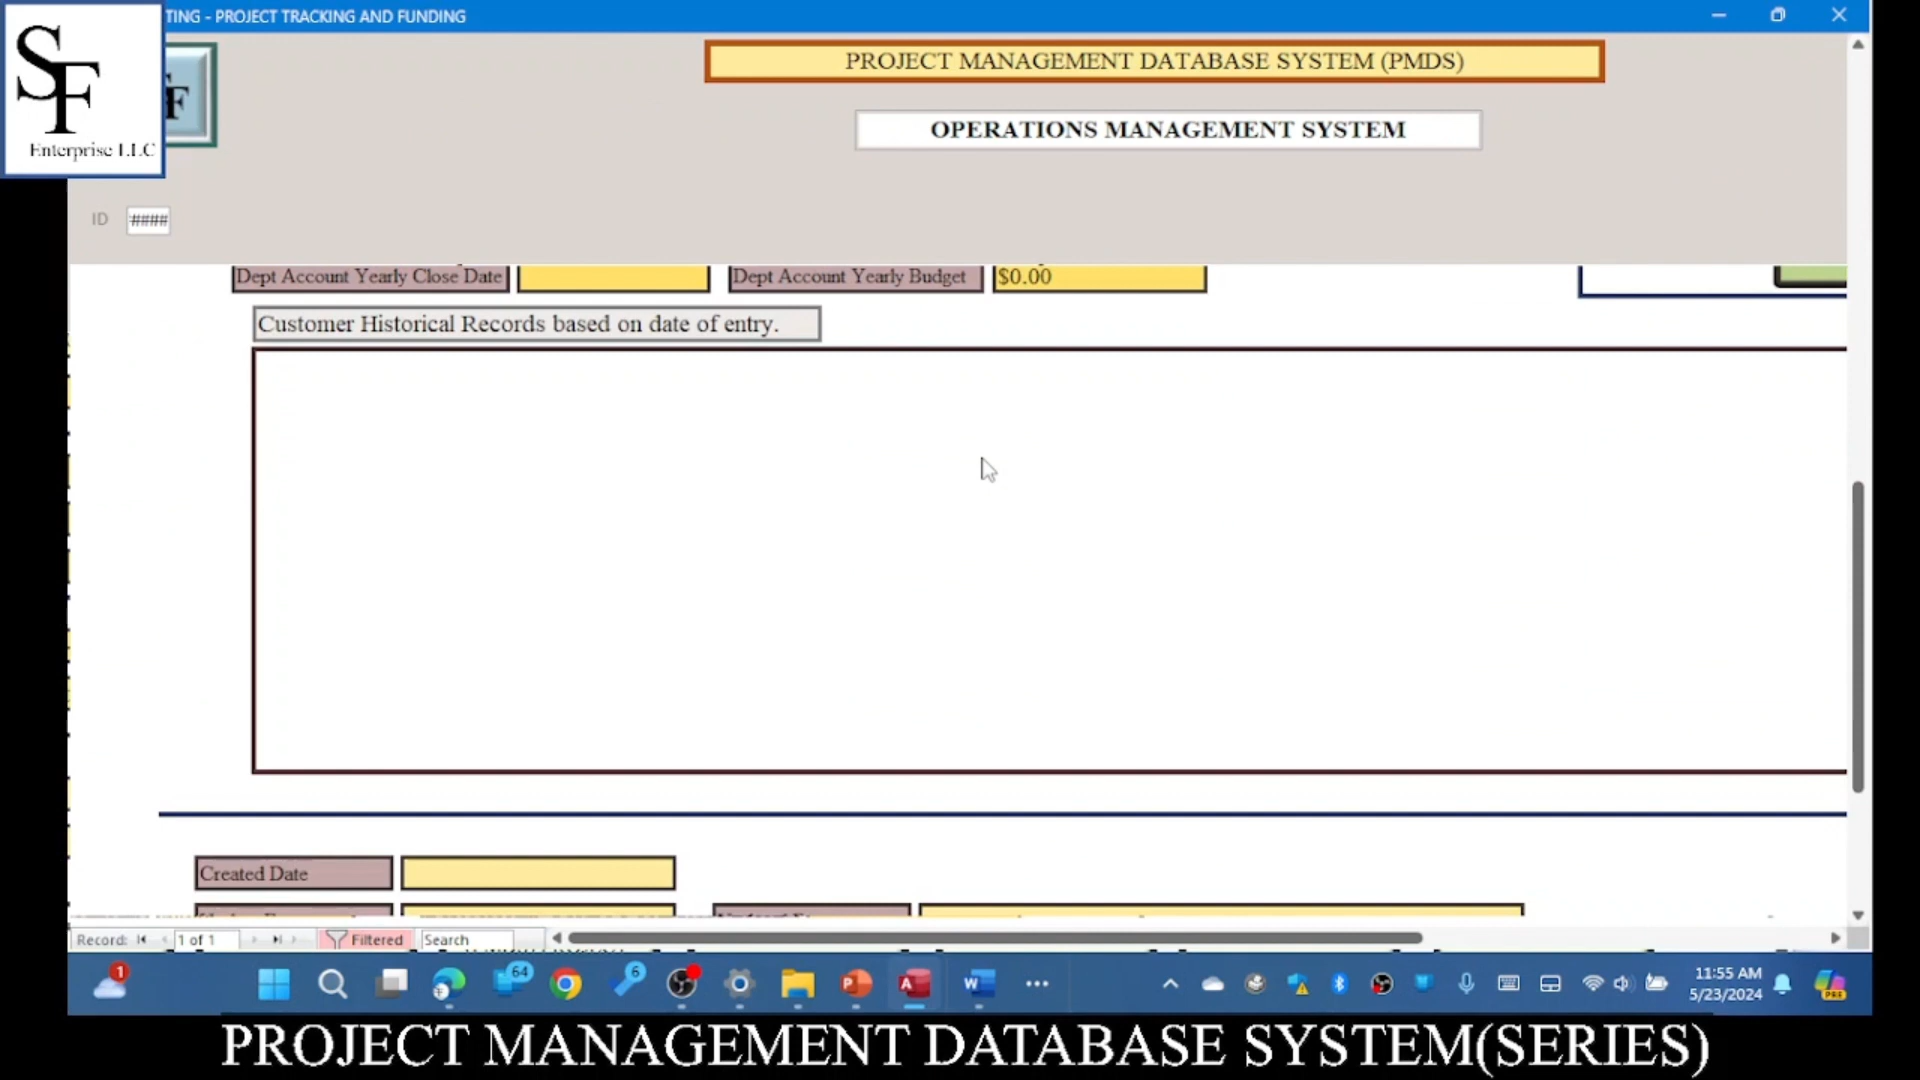 TING - PROJECT TRACKING AND FUNDING
SF
Enterprise LLC
F
PROJECT MANAGEMENT DATABASE SYSTEM (PMDS)
OPERATIONS MANAGEMENT SYSTEM
ID ####
Dept Account Yearly Close Date
Dept Account Yearly Budget $0.00
Customer Historical Records based on date of entry.
Created Date
Record: 1 of 1 Filtered Search
1
64
6
P
A
W
PRE
11:55 AM
5/23/2024
PROJECT MANAGEMENT DATABASE SYSTEM(SERIES)